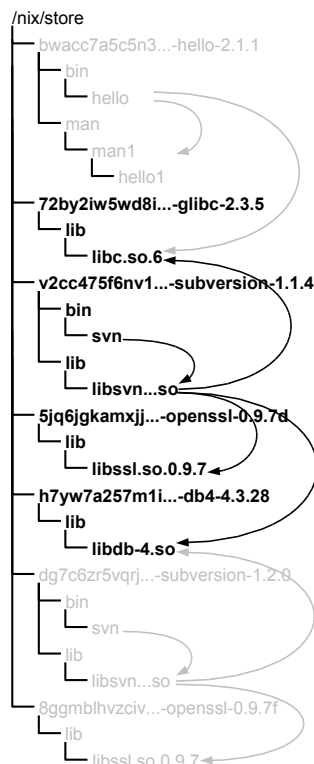 /nix/store
bwacc7a5c5n3...-hello-2.1.1
bin
hello
man
man1
hello1
72by2iw5wd8i...-glibc-2.3.5
lib
libc.so.6
v2cc475f6nv1...-subversion-1.1.4
bin
svn
lib
libsvn...so
5jq6jgkamxjj...-openssl-0.9.7d
lib
libssl.so.0.9.7
h7yw7a257m1i...-db4-4.3.28
lib
libdb-4.so
dg7c6zr5vqrj...-subversion-1.2.0
bin
svn
lib
libsvn...so
8ggmblhvzciv...-openssl-0.9.7f
lib
libssl.so.0.9.7